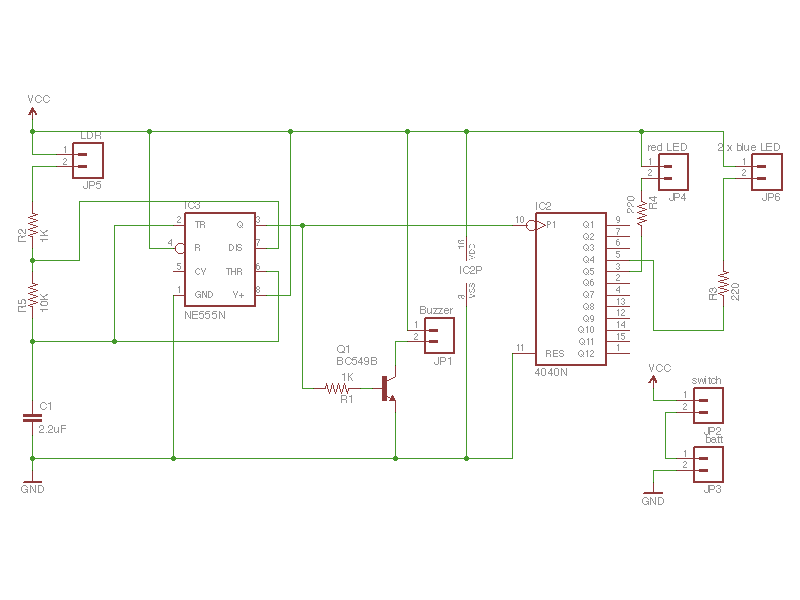 VCC
LDR
1
2
JP5
R2
1K
R5
10K
C1
2.2uF
GND
IC3
2
TR
Q
3
4
R
DIS
7
5
CY
THR
6
1
GND
V+
8
NE555N
Q1
BC549B
1K
R1
Buzzer
1
2
JP1
16
VDD
IC2P
8
VSS
IC2
10
P1
Q1
9
Q2
7
Q3
6
Q4
5
Q5
3
Q6
2
Q7
4
Q8
13
Q9
12
Q10
14
Q11
15
11
RES
Q12
1
4040N
red LED
1
2
JP4
220
R4
2 x blue LED
1
2
JP6
R3
220
VCC
switch
1
2
JP2
batt
1
2
JP3
GND